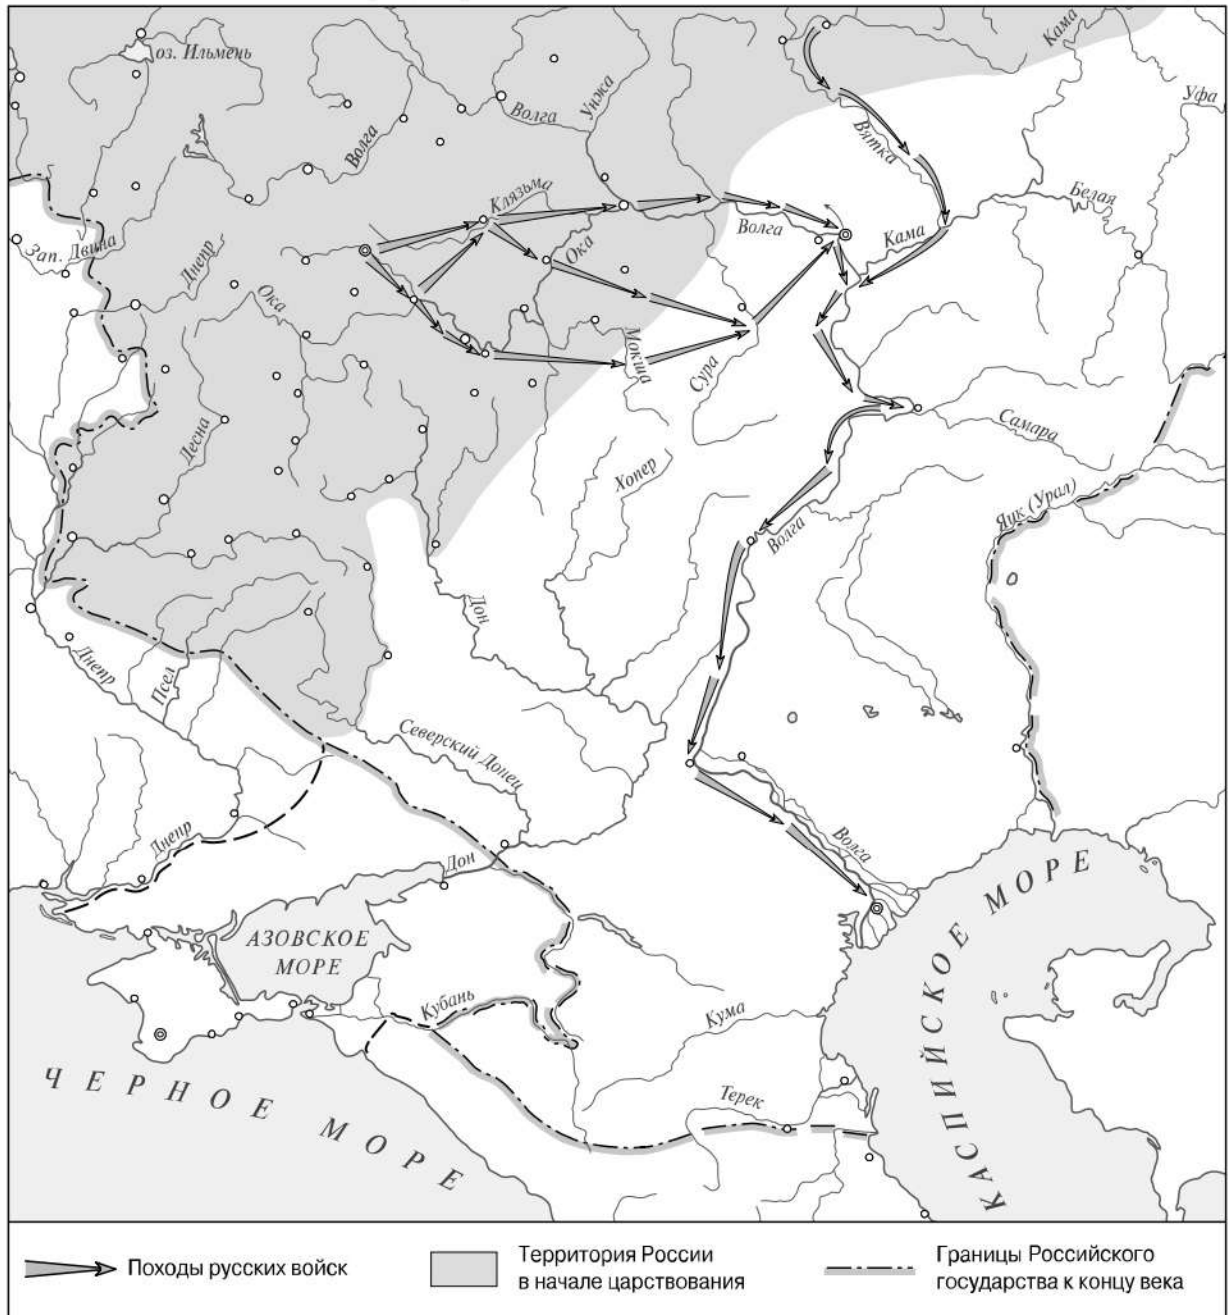 оз. Ильмень
Волга
Волга
Унжа
Кама
Уфа
Вятка
Клязьма
Белая
Зап. Двина
Днепр
Ока
Ока
Волга
Кама
Мокша
Сура
Десна
Самара
Хопер
Яик (Урал)
Волга
Дон
Днепр
Псел
Северский Донец
Днепр
Дон
Волга
АЗОВСКОЕ
МОРЕ
Кубань
Кума
Терек
ЧЕРНОЕ МОРЕ
КАСПИЙСКОЕ МОРЕ
Походы русских войск
Территория России
в начале царствования
Границы Российского
государства к концу века